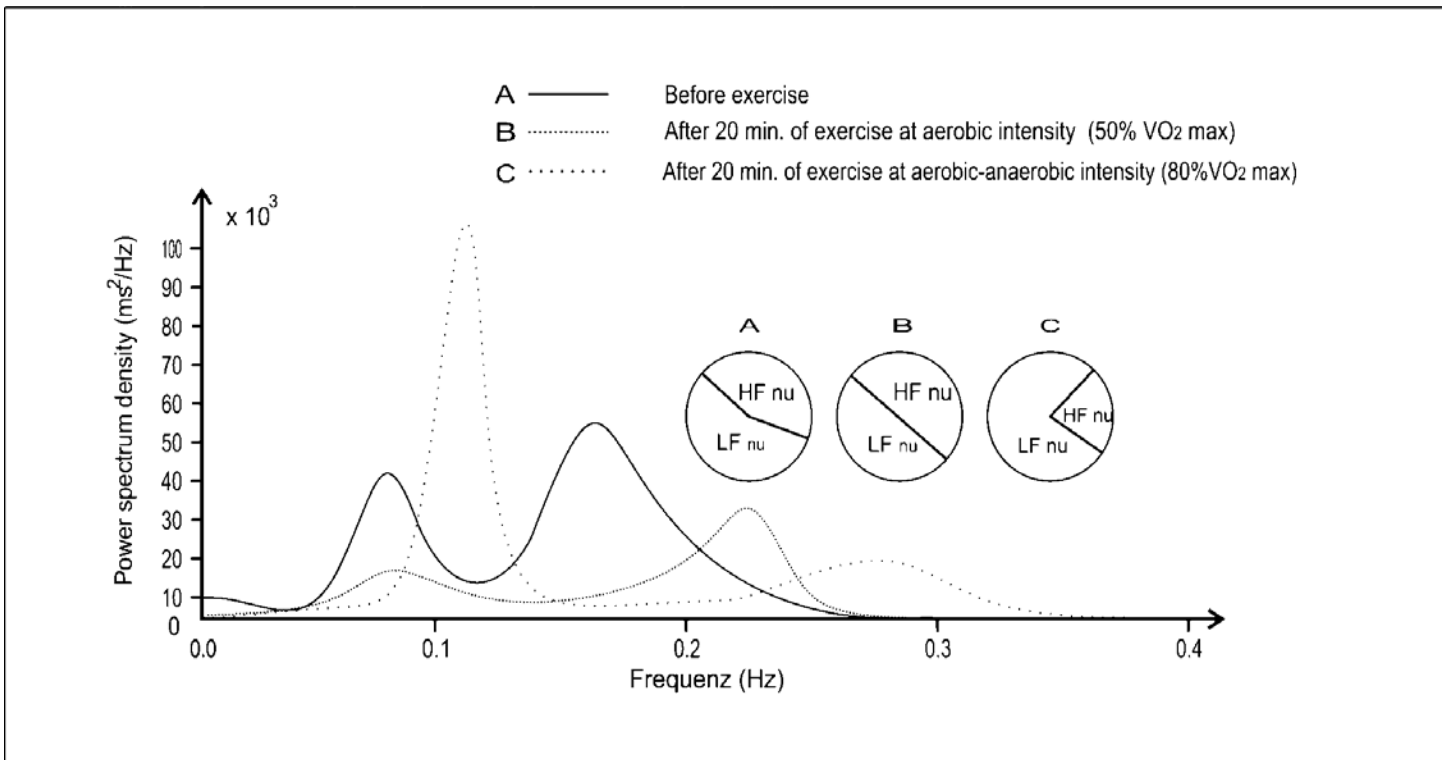 A Before exercise
B After 20 min. of exercise at aerobic intensity (50% VO2 max)
C After 20 min. of exercise at aerobic-anaerobic intensity (80%VO2 max)
x 10³
Power spectrum density (ms²/Hz)
100
90
80
70
60
50
40
30
20
10
0
A B C
HF nu
LF nu
HF nu
LF nu
HF nu
LF nu
0.0 0.1 0.2 0.3 0.4
Frequenz (Hz)